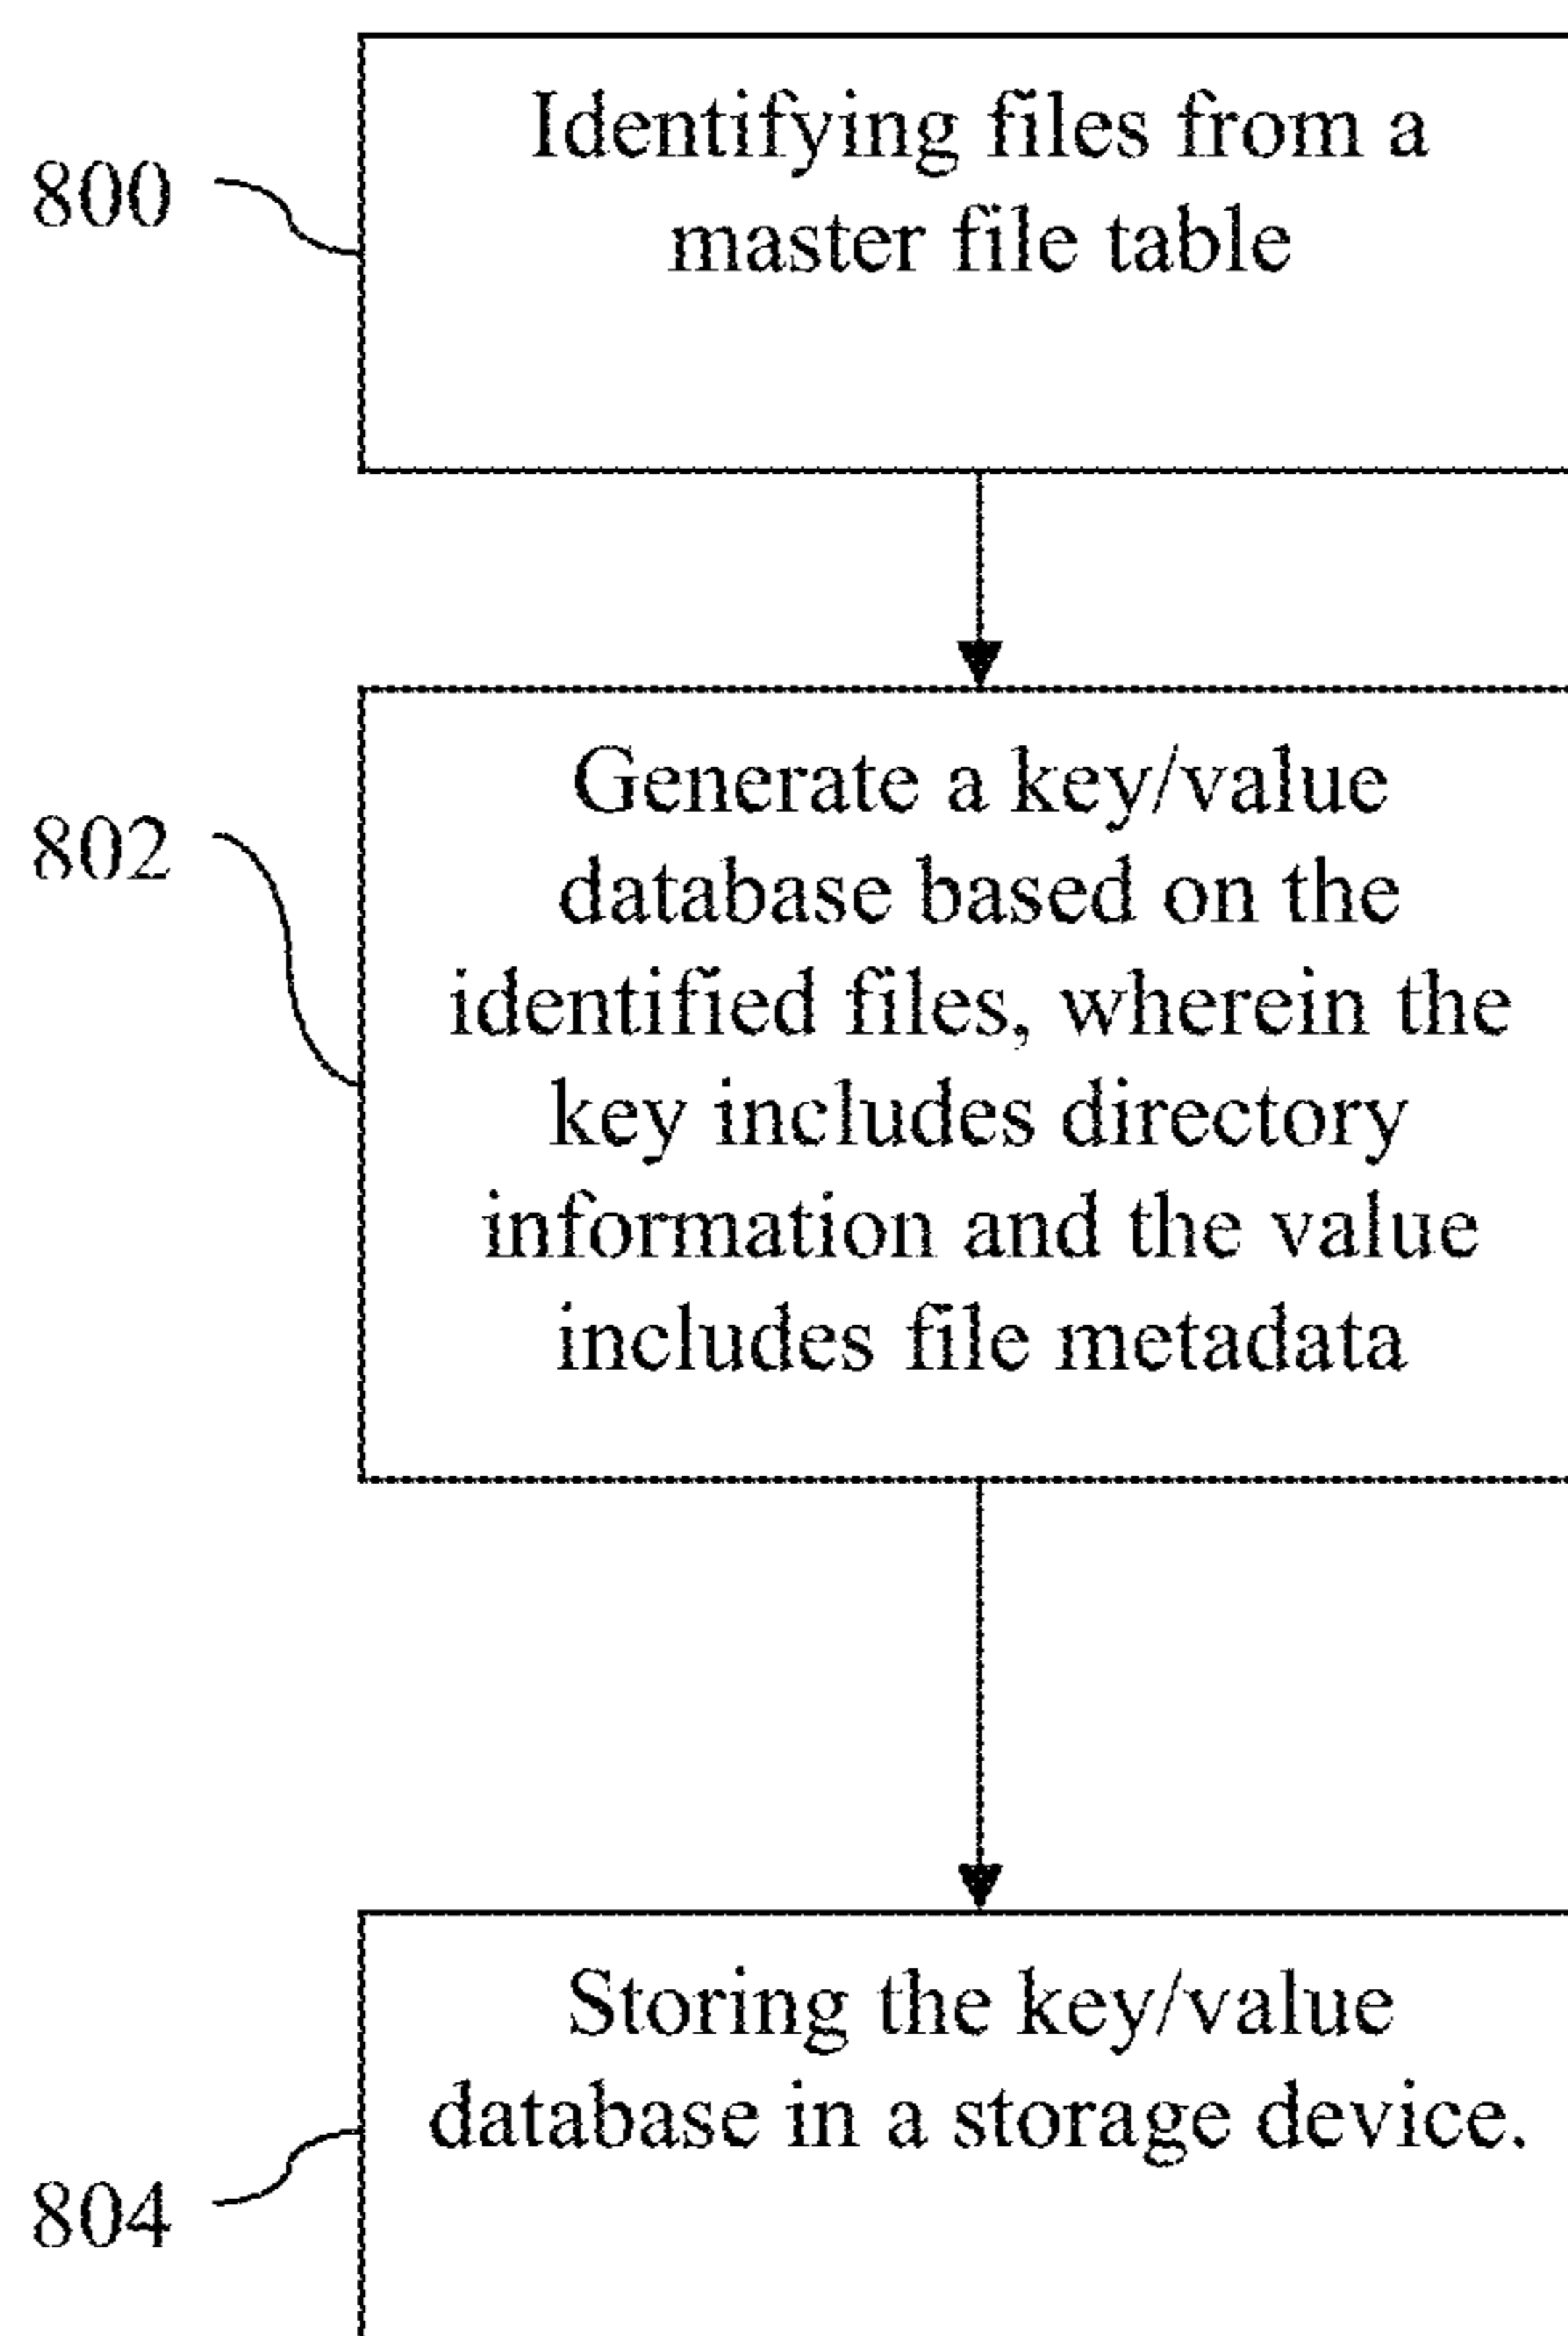 Identifying files from a
800
master file table
Generate a key/value
802
database based on the
identified files, wherein the
key includes directory
information and the value
includes file metadata
Storing the key/value
database in a storage device.
804